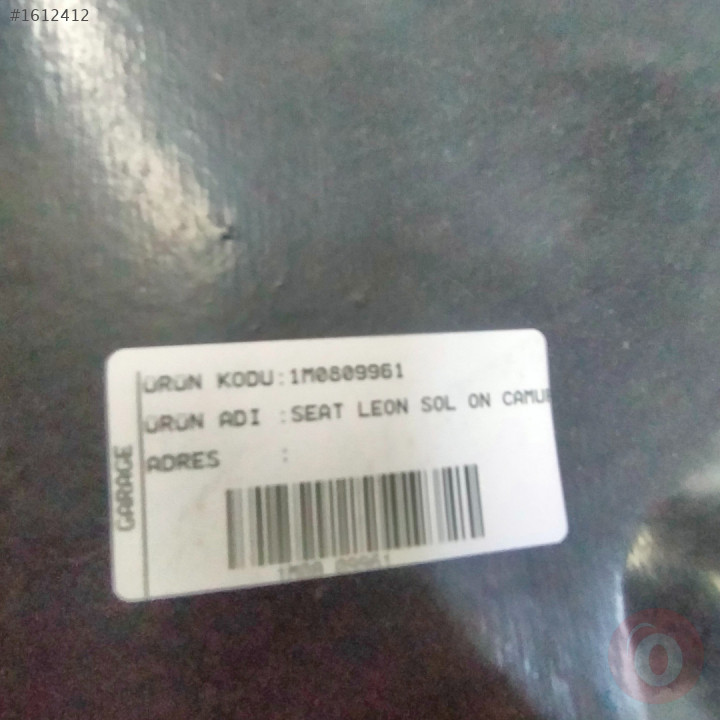 #1612412
ÜRÜN KODU:1M0809961
ÜRÜN ADI :SEAT LEON SOL ON CAMUR
ADRES :
GARAGE